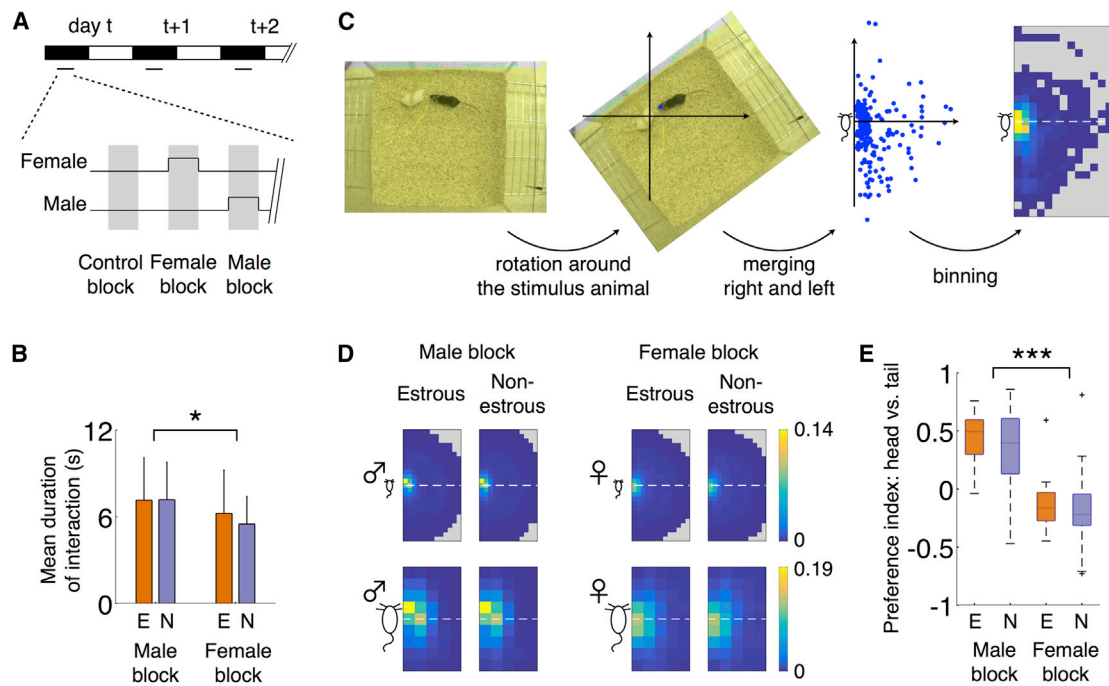 A
day t
t+1
t+2
Female
Male
Control
block
Female
block
Male
block
C
rotation around
the stimulus animal
merging
right and left
binning
B
*
Mean duration
of interaction (s)
12
6
0
E N E N
Male
block
Female
block
D
Male block
Female block
Estrous
Non-
estrous
Estrous
Non-
estrous
♂
♀
0.14
0
♂
♀
0.19
0
E
***
Preference index: head vs. tail
1
0.5
0
-0.5
-1
E N E N
Male
block
Female
block